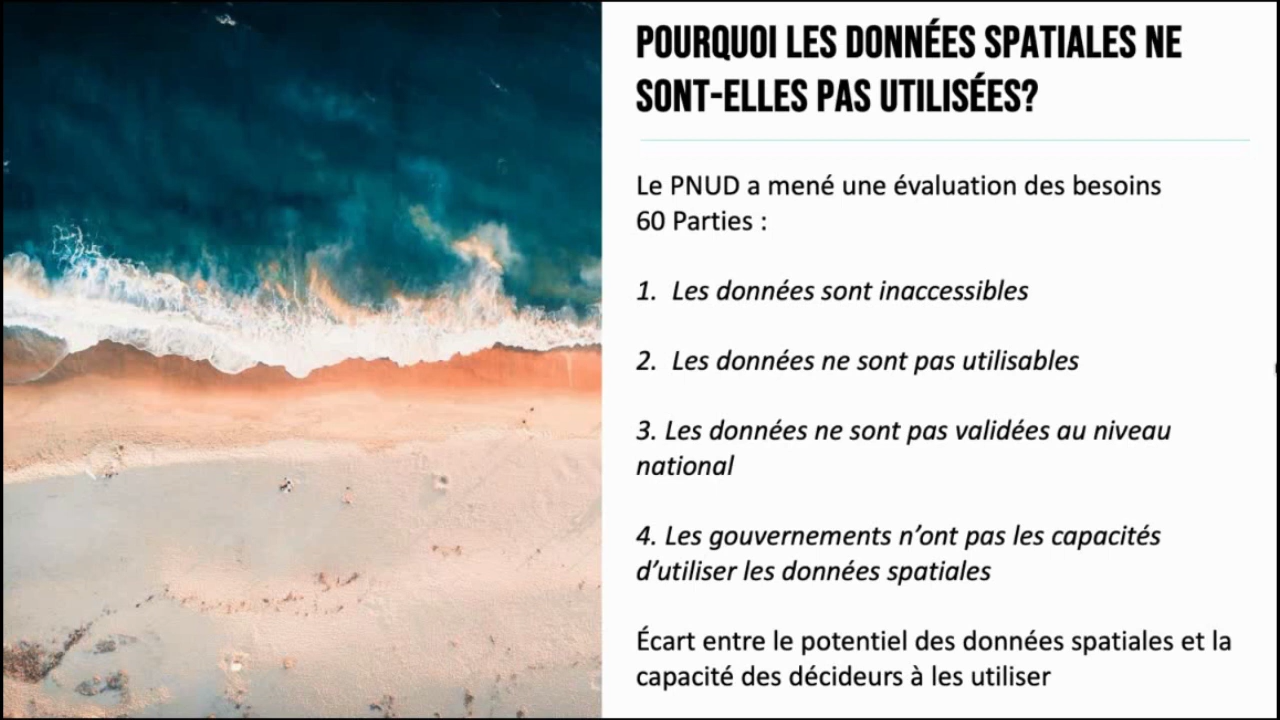 POURQUOI LES DONNÉES SPATIALES NE
SONT-ELLES PAS UTILISÉES?
Le PNUD a mené une évaluation des besoins
60 Parties :
1. Les données sont inaccessibles
2. Les données ne sont pas utilisables
3. Les données ne sont pas validées au niveau
national
4. Les gouvernements n’ont pas les capacités
d’utiliser les données spatiales
Écart entre le potentiel des données spatiales et la
capacité des décideurs à les utiliser